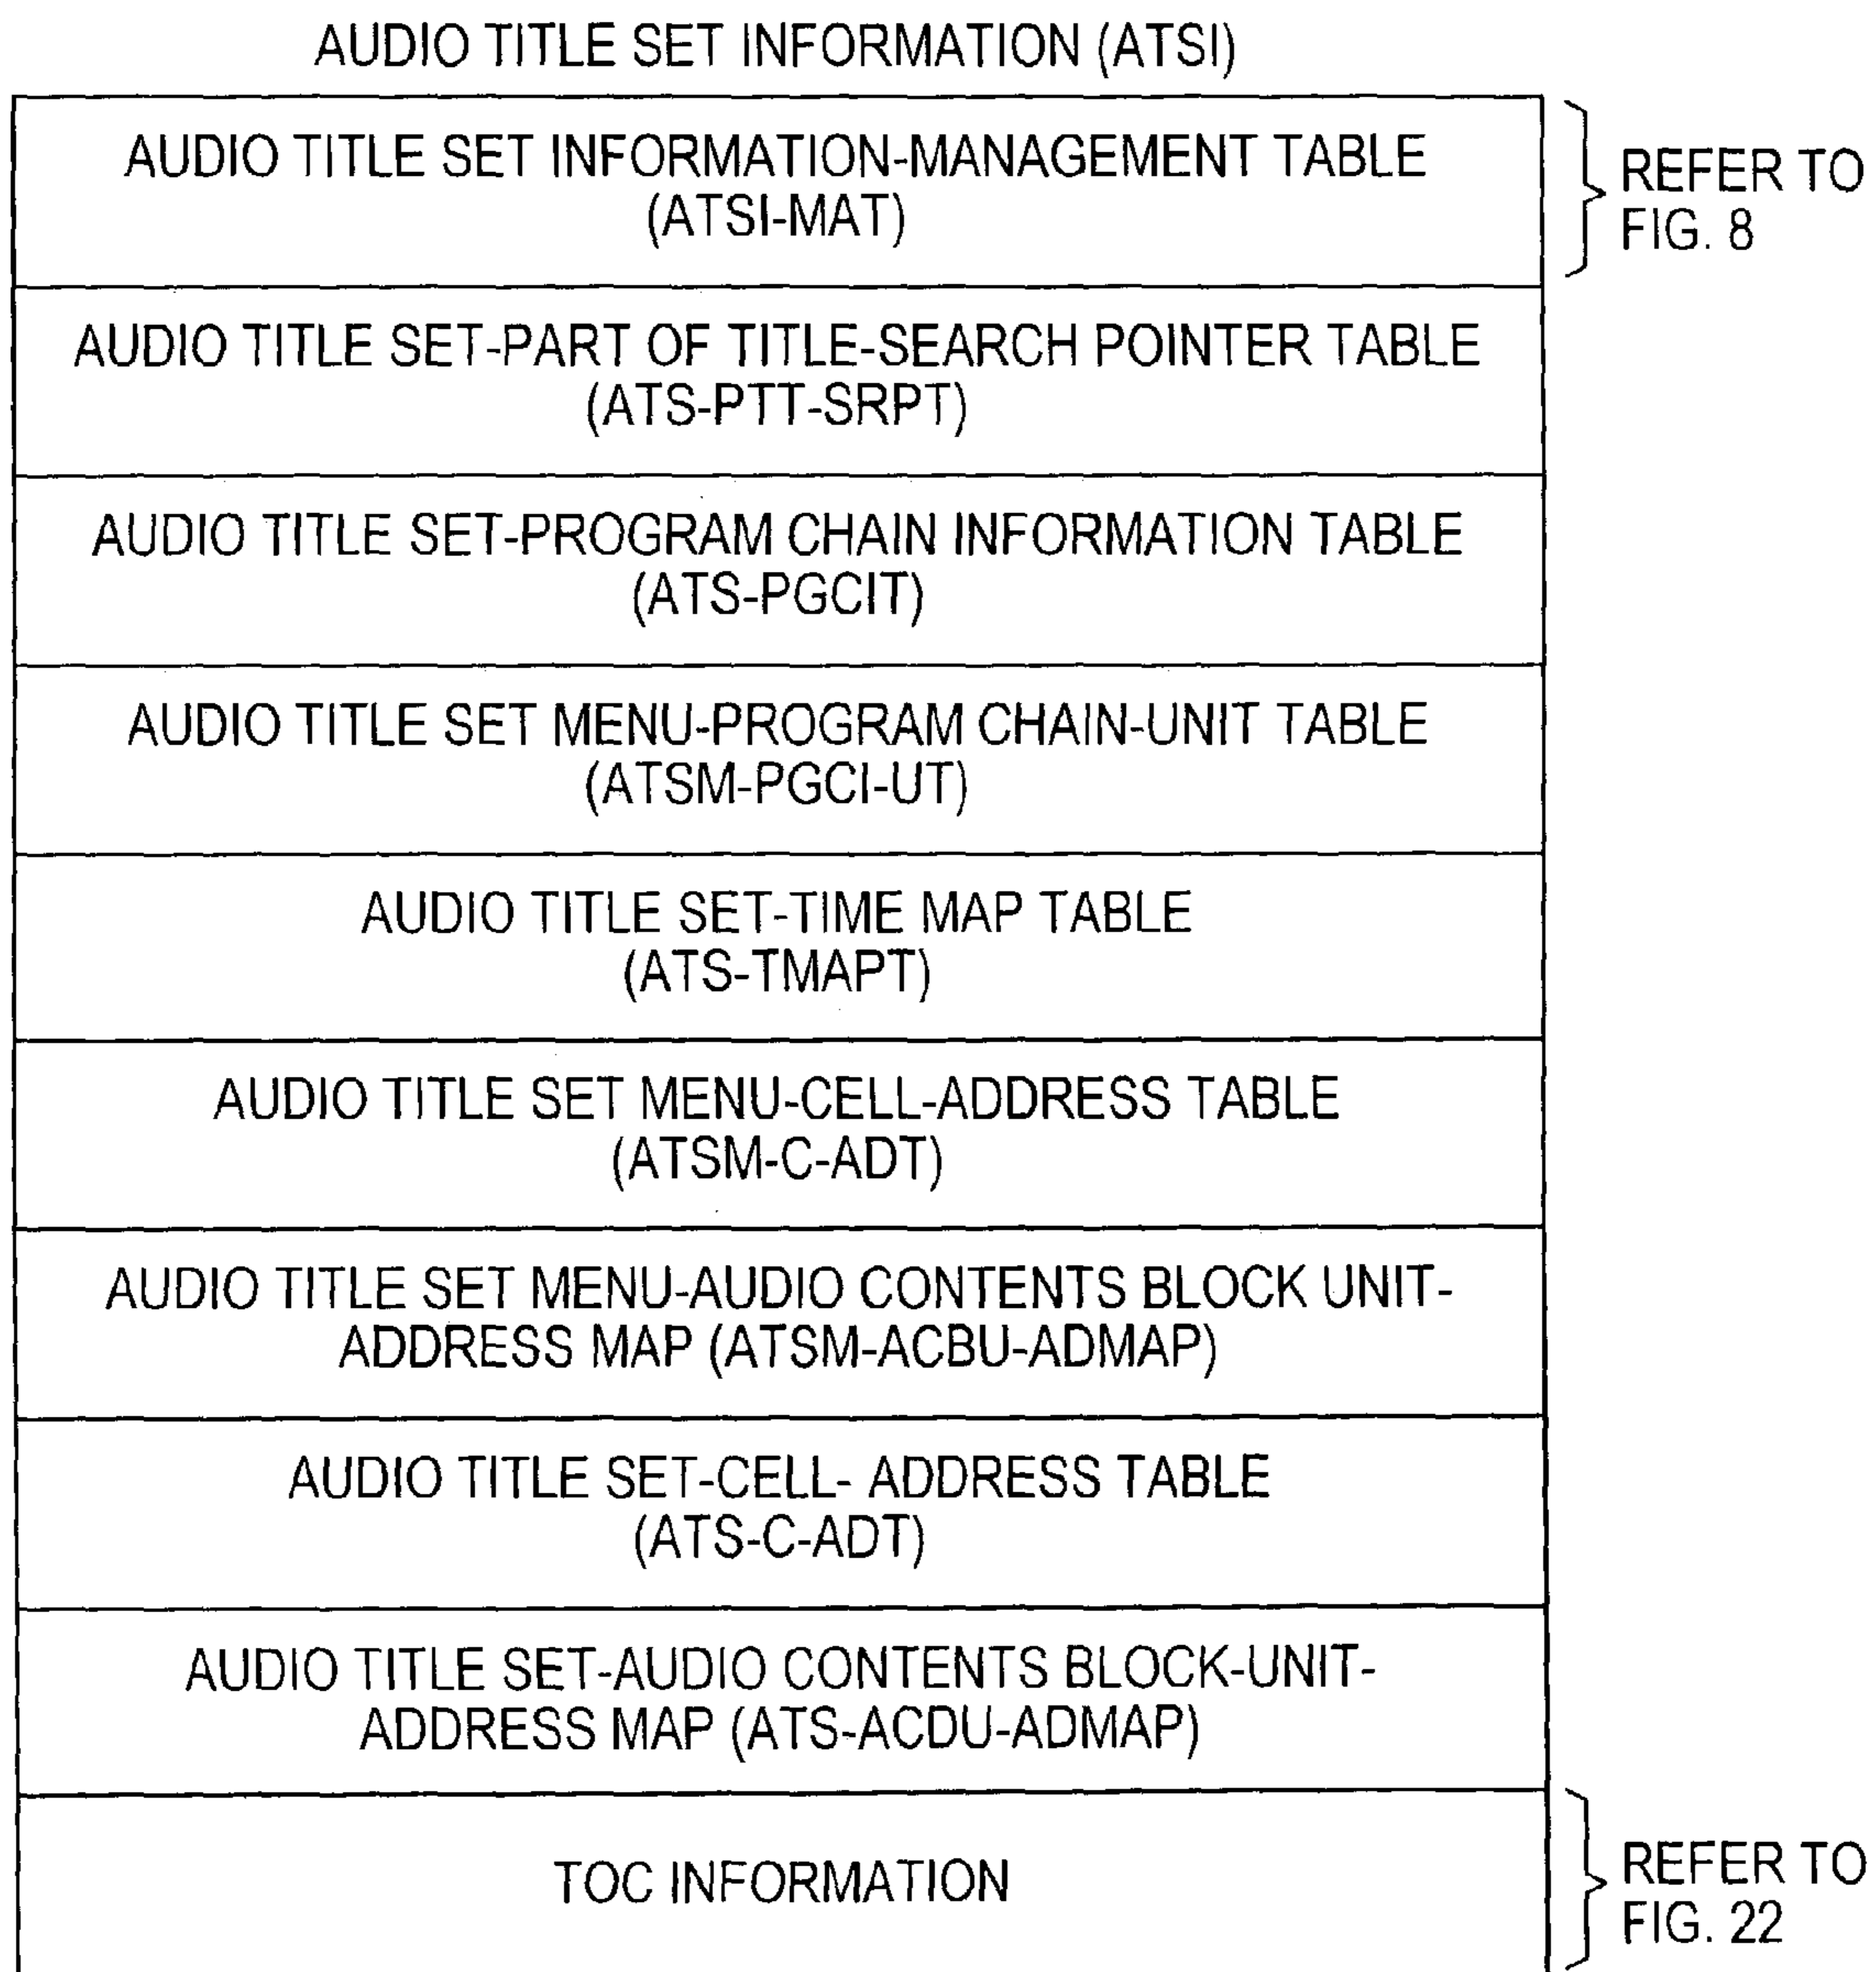 AUDIO TITLE SET INFORMATION (ATSI)
AUDIO TITLE SET INFORMATION-MANAGEMENT TABLE
(ATSI-MAT)
REFER TO
FIG. 8
AUDIO TITLE SET-PART OF TITLE-SEARCH POINTER TABLE
(ATS-PTT-SRPT)
AUDIO TITLE SET-PROGRAM CHAIN INFORMATION TABLE
(ATS-PGCIT)
AUDIO TITLE SET MENU-PROGRAM CHAIN-UNIT TABLE
(ATSM-PGCI-UT)
AUDIO TITLE SET-TIME MAP TABLE
(ATS-TMAPT)
AUDIO TITLE SET MENU-CELL-ADDRESS TABLE
(ATSM-C-ADT)
AUDIO TITLE SET MENU-AUDIO CONTENTS BLOCK UNIT-
ADDRESS MAP (ATSM-ACBU-ADMAP)
AUDIO TITLE SET-CELL- ADDRESS TABLE
(ATS-C-ADT)
AUDIO TITLE SET-AUDIO CONTENTS BLOCK-UNIT-
ADDRESS MAP (ATS-ACDU-ADMAP)
TOC INFORMATION
REFER TO
FIG. 22